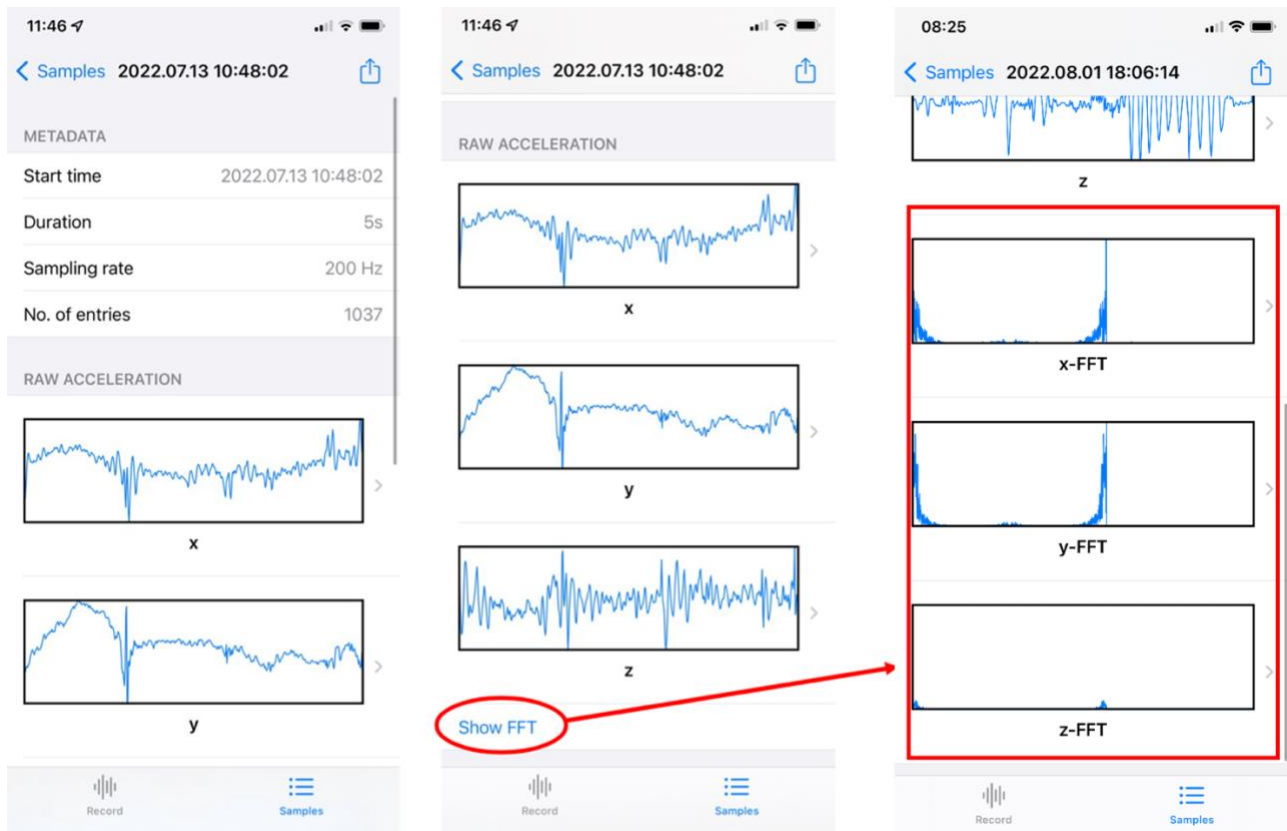 11:46
Samples 2022.07.13 10:48:02
METADATA
Start time 2022.07.13 10:48:02
Duration 5s
Sampling rate 200 Hz
No. of entries 1037
RAW ACCELERATION
x
y
Record Samples
11:46
Samples 2022.07.13 10:48:02
RAW ACCELERATION
x
y
z
Show FFT
Record Samples
08:25
Samples 2022.08.01 18:06:14
z
x-FFT
y-FFT
z-FFT
Record Samples